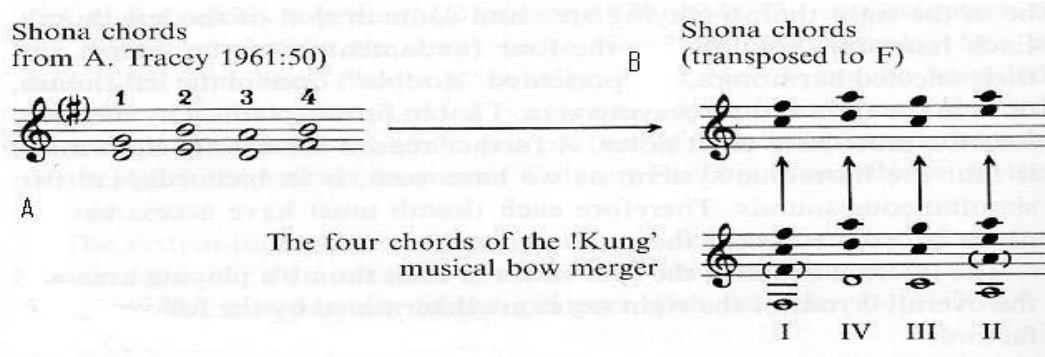 Shona chords
from A. Tracey 1961:50)
(#)
1 2 3 4
A
B
Shona chords
(transposed to F)
The four chords of the !Kung'
musical bow merger
I IV III II